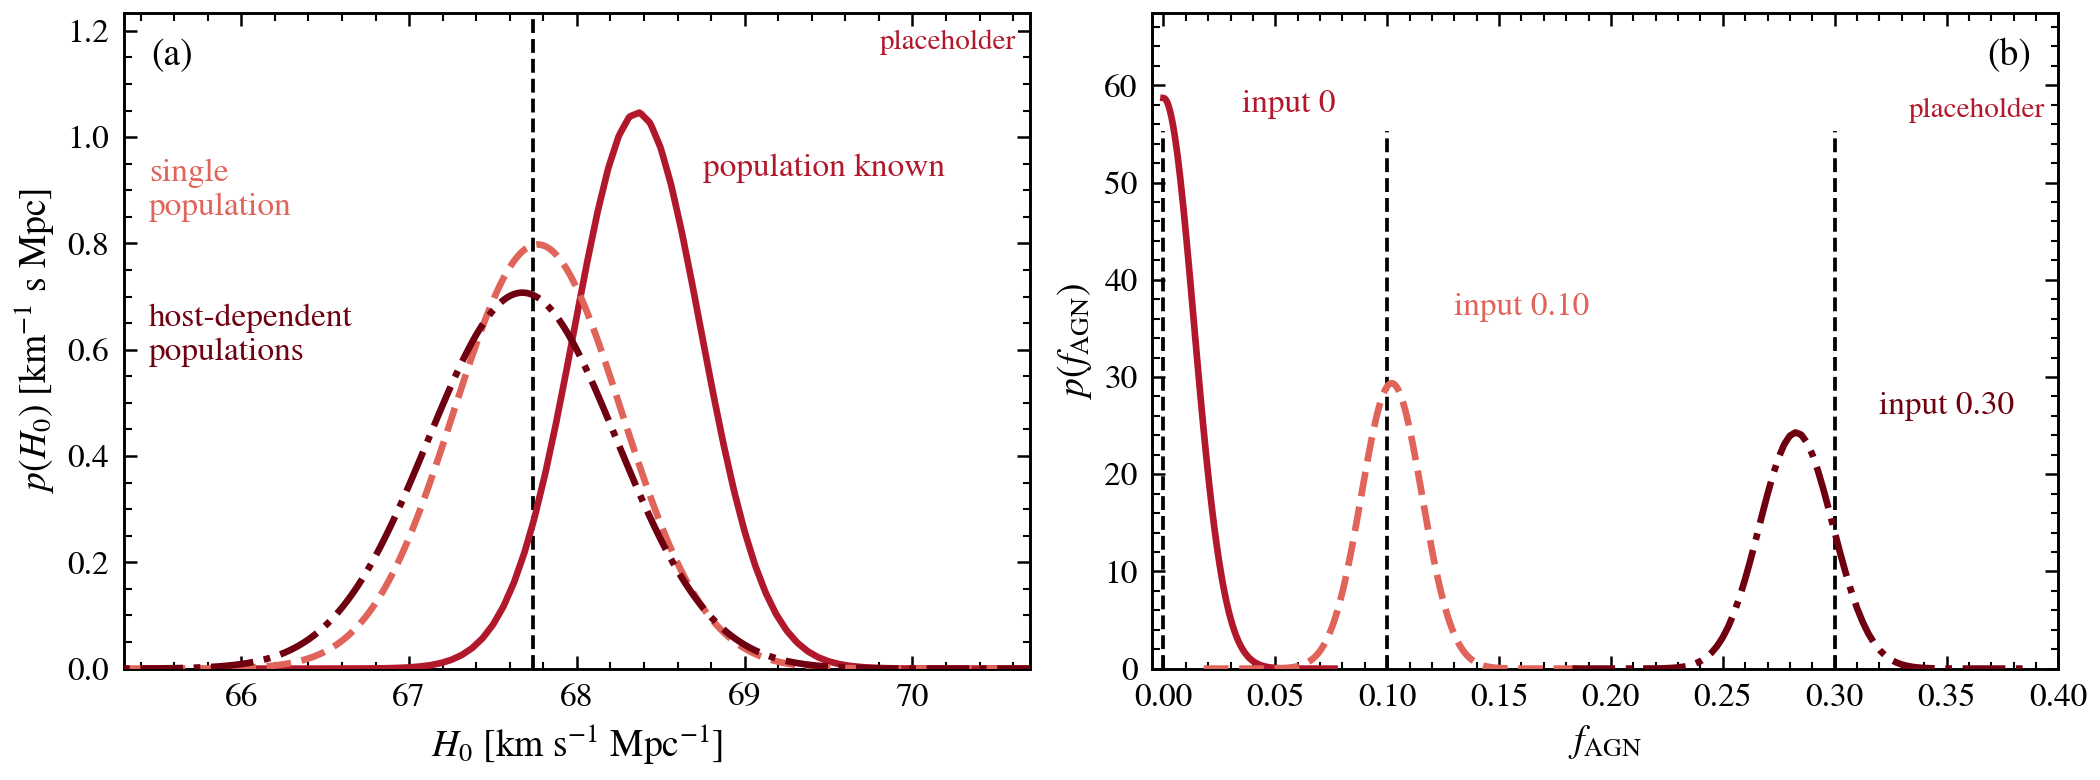 (a)
placeholder
single
population
population known
host-dependent
populations
1.2
1.0
0.8
0.6
0.4
0.2
0.0
66
67
68
69
70
p(H₀) [km⁻¹ s Mpc]
H₀ [km s⁻¹ Mpc⁻¹]
(b)
input 0
placeholder
input 0.10
input 0.30
60
50
40
30
20
10
0
0.00
0.05
0.10
0.15
0.20
0.25
0.30
0.35
0.40
p(f_AGN)
f_AGN